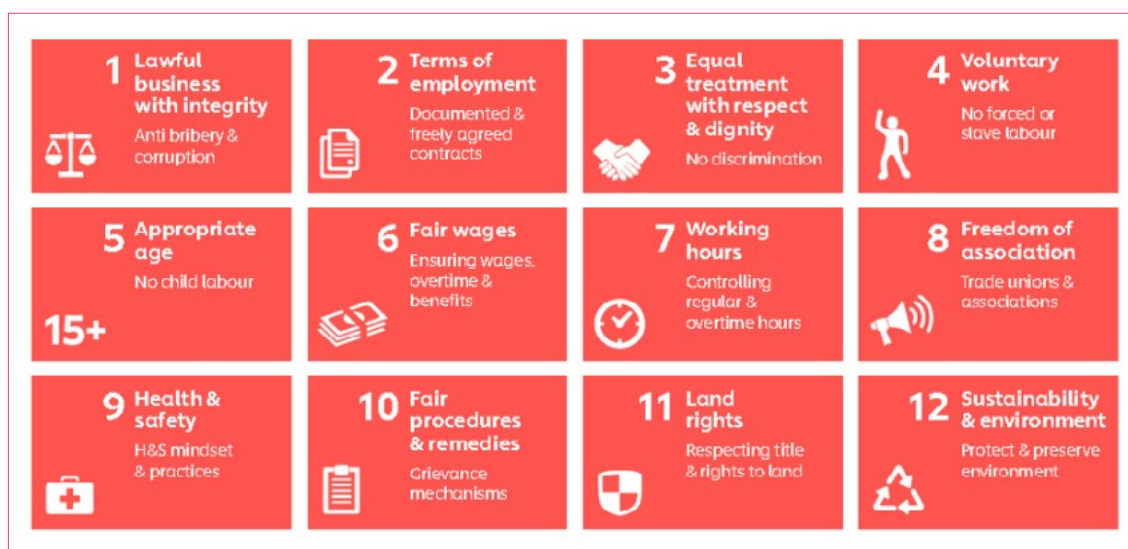 1 Lawful
business
with integrity
Anti bribery &
corruption
2 Terms of
employment
Documented &
freely agreed
contracts
3 Equal
treatment
with respect
& dignity
No discrimination
4 Voluntary
work
No forced or
slave labour
5 Appropriate
age
No child labour
15+
6 Fair wages
Ensuring wages,
overtime &
benefits
7 Working
hours
Controlling
regular &
overtime hours
8 Freedom of
association
Trade unions &
associations
9 Health &
safety
H&S mindset
& practices
10 Fair
procedures
& remedies
Grievance
mechanisms
11 Land
rights
Respecting title
& rights to land
12 Sustainability
& environment
Protect & preserve
environment